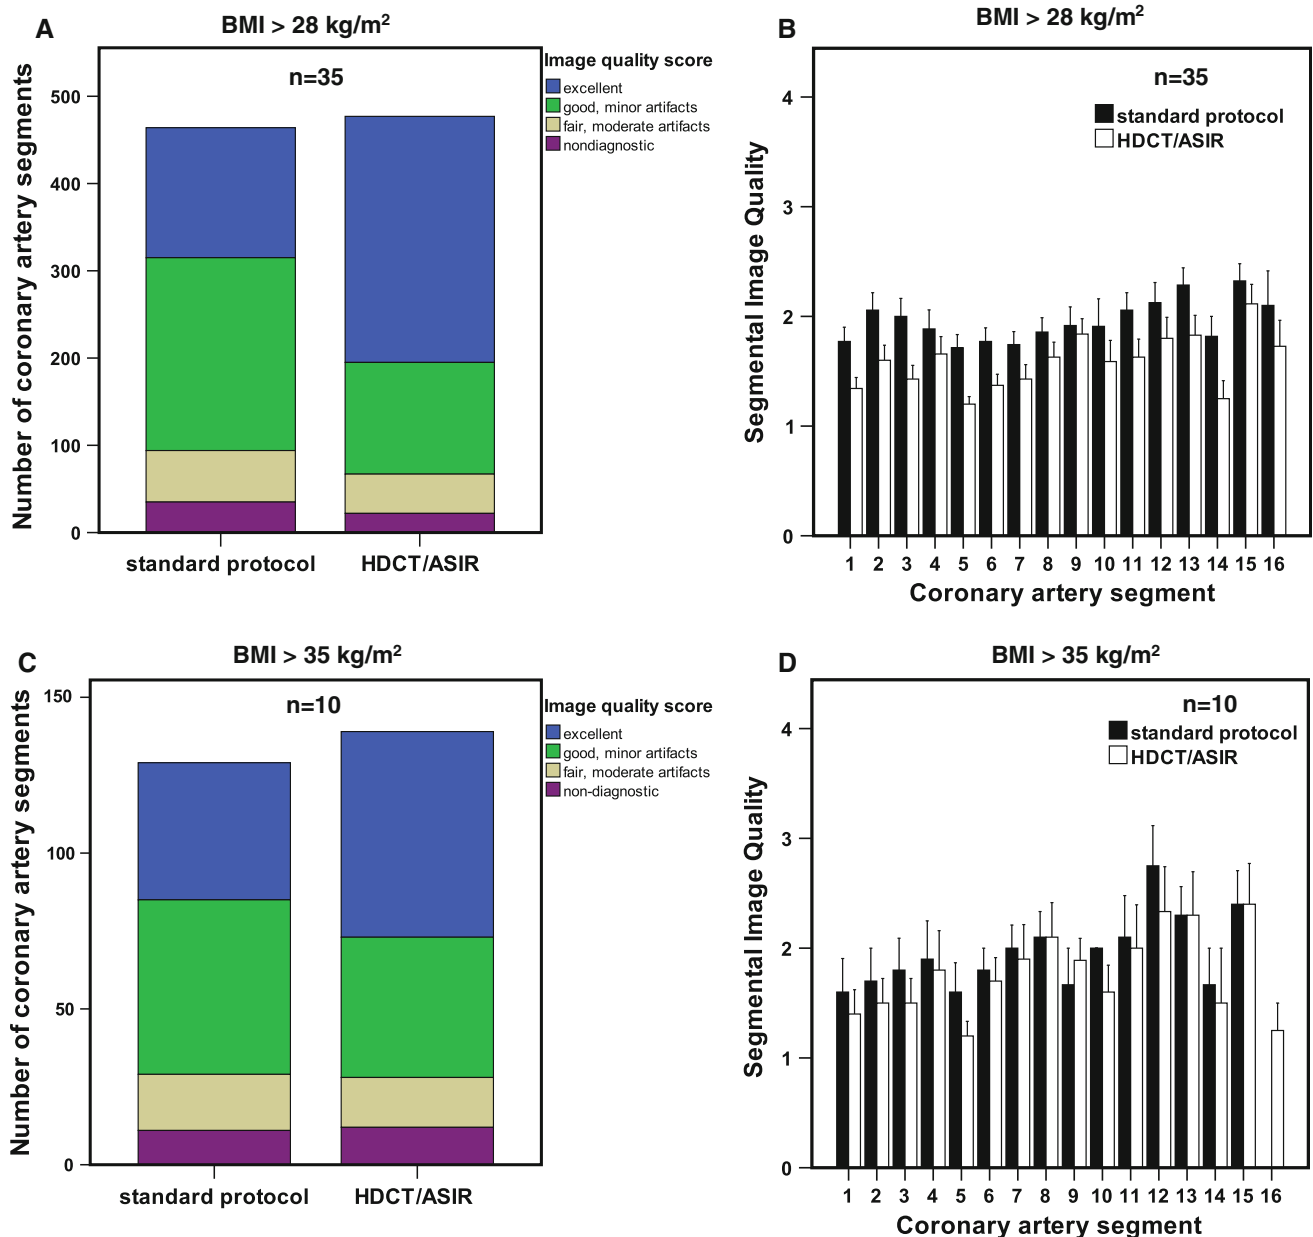 A
BMI > 28 kg/m²
n=35
Number of coronary artery segments
500
400
300
200
100
0
standard protocol
HDCT/ASIR
Image quality score
excellent
good, minor artifacts
fair, moderate artifacts
nondiagnostic
B
BMI > 28 kg/m²
n=35
standard protocol
HDCT/ASIR
Segmental Image Quality
4
3
2
1
0
1 2 3 4 5 6 7 8 9 10 11 12 13 14 15 16
Coronary artery segment
C
BMI > 35 kg/m²
n=10
Number of coronary artery segments
150
100
50
0
standard protocol
HDCT/ASIR
Image quality score
excellent
good, minor artifacts
fair, moderate artifacts
non-diagnostic
D
BMI > 35 kg/m²
n=10
standard protocol
HDCT/ASIR
Segmental Image Quality
4
3
2
1
0
1 2 3 4 5 6 7 8 9 10 11 12 13 14 15 16
Coronary artery segment